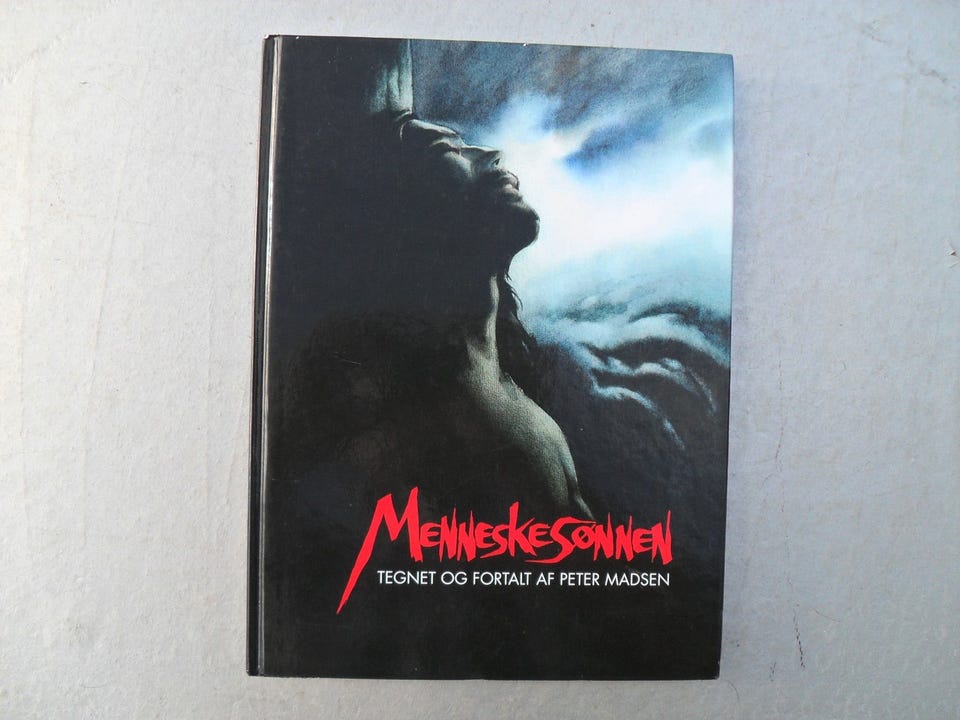 MENNESKESØNNEN
TEGNET OG FORTALT AF PETER MADSEN